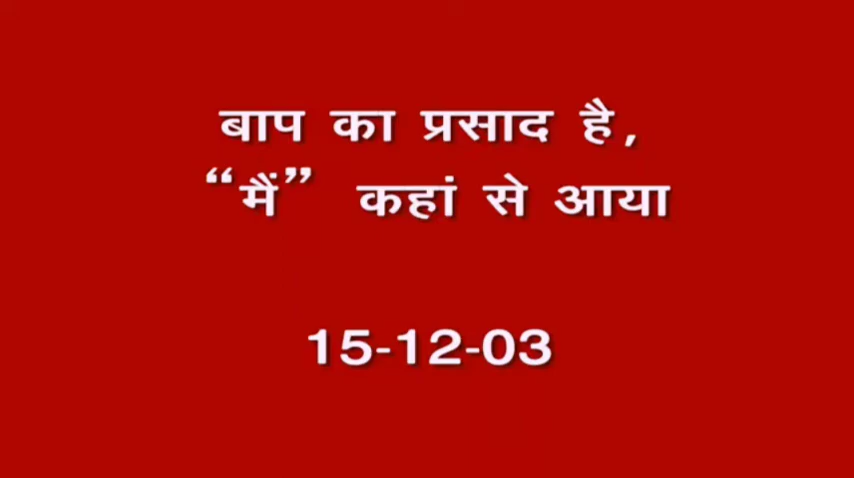 बाप का प्रसाद है,
“मैं” कहां से आया
15-12-03